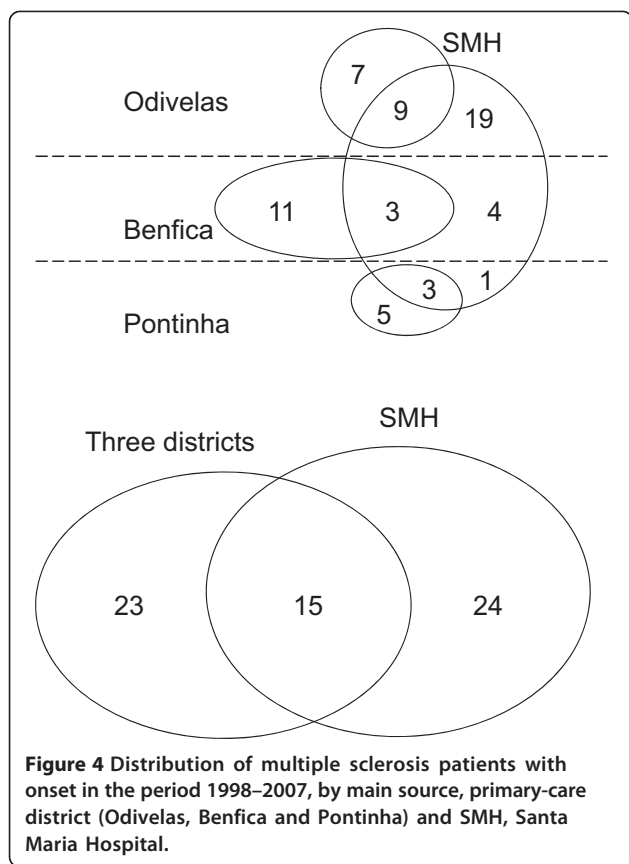 SMH
7
Odivelas
9
19
11
3
4
Benfica
3
1
5
Pontinha
SMH
Three districts
23
15
24
Figure 4 Distribution of multiple sclerosis patients with
onset in the period 1998–2007, by main source, primary-care
district (Odivelas, Benfica and Pontinha) and SMH, Santa
Maria Hospital.